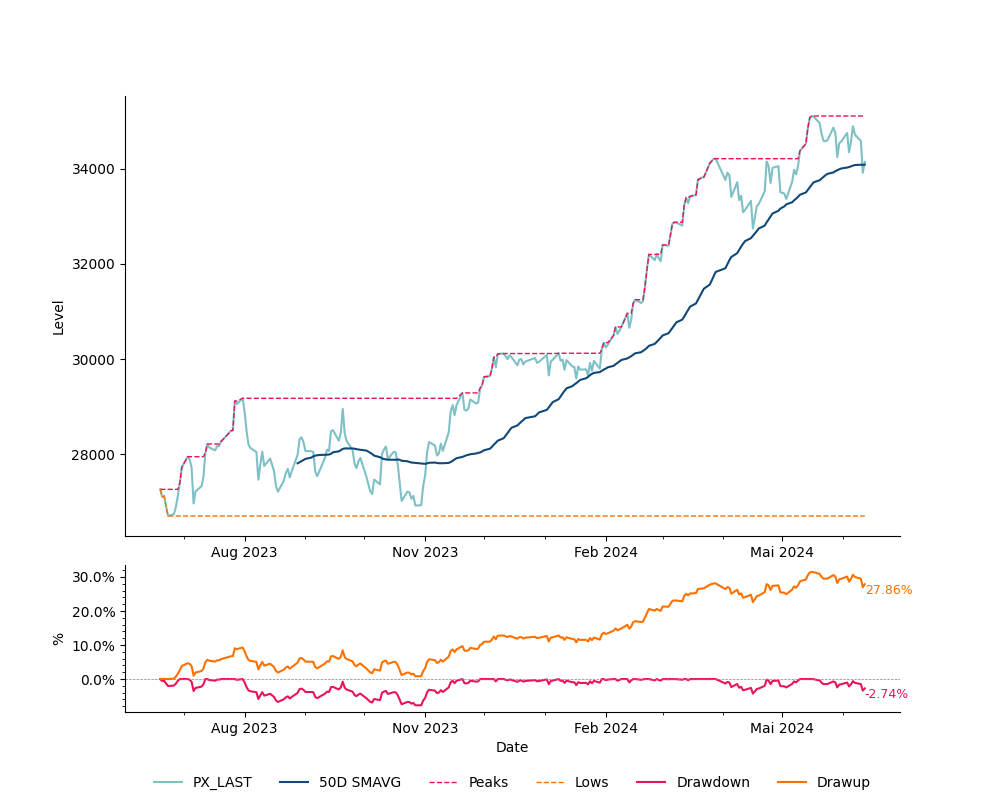 34000
32000
30000
28000
Level
Aug 2023 Nov 2023 Feb 2024 Mai 2024
30.0%
20.0%
10.0%
0.0%
%
27.86%
-2.74%
Aug 2023 Nov 2023 Feb 2024 Mai 2024
Date
PX_LAST 50D SMAVG Peaks Lows Drawdown Drawup